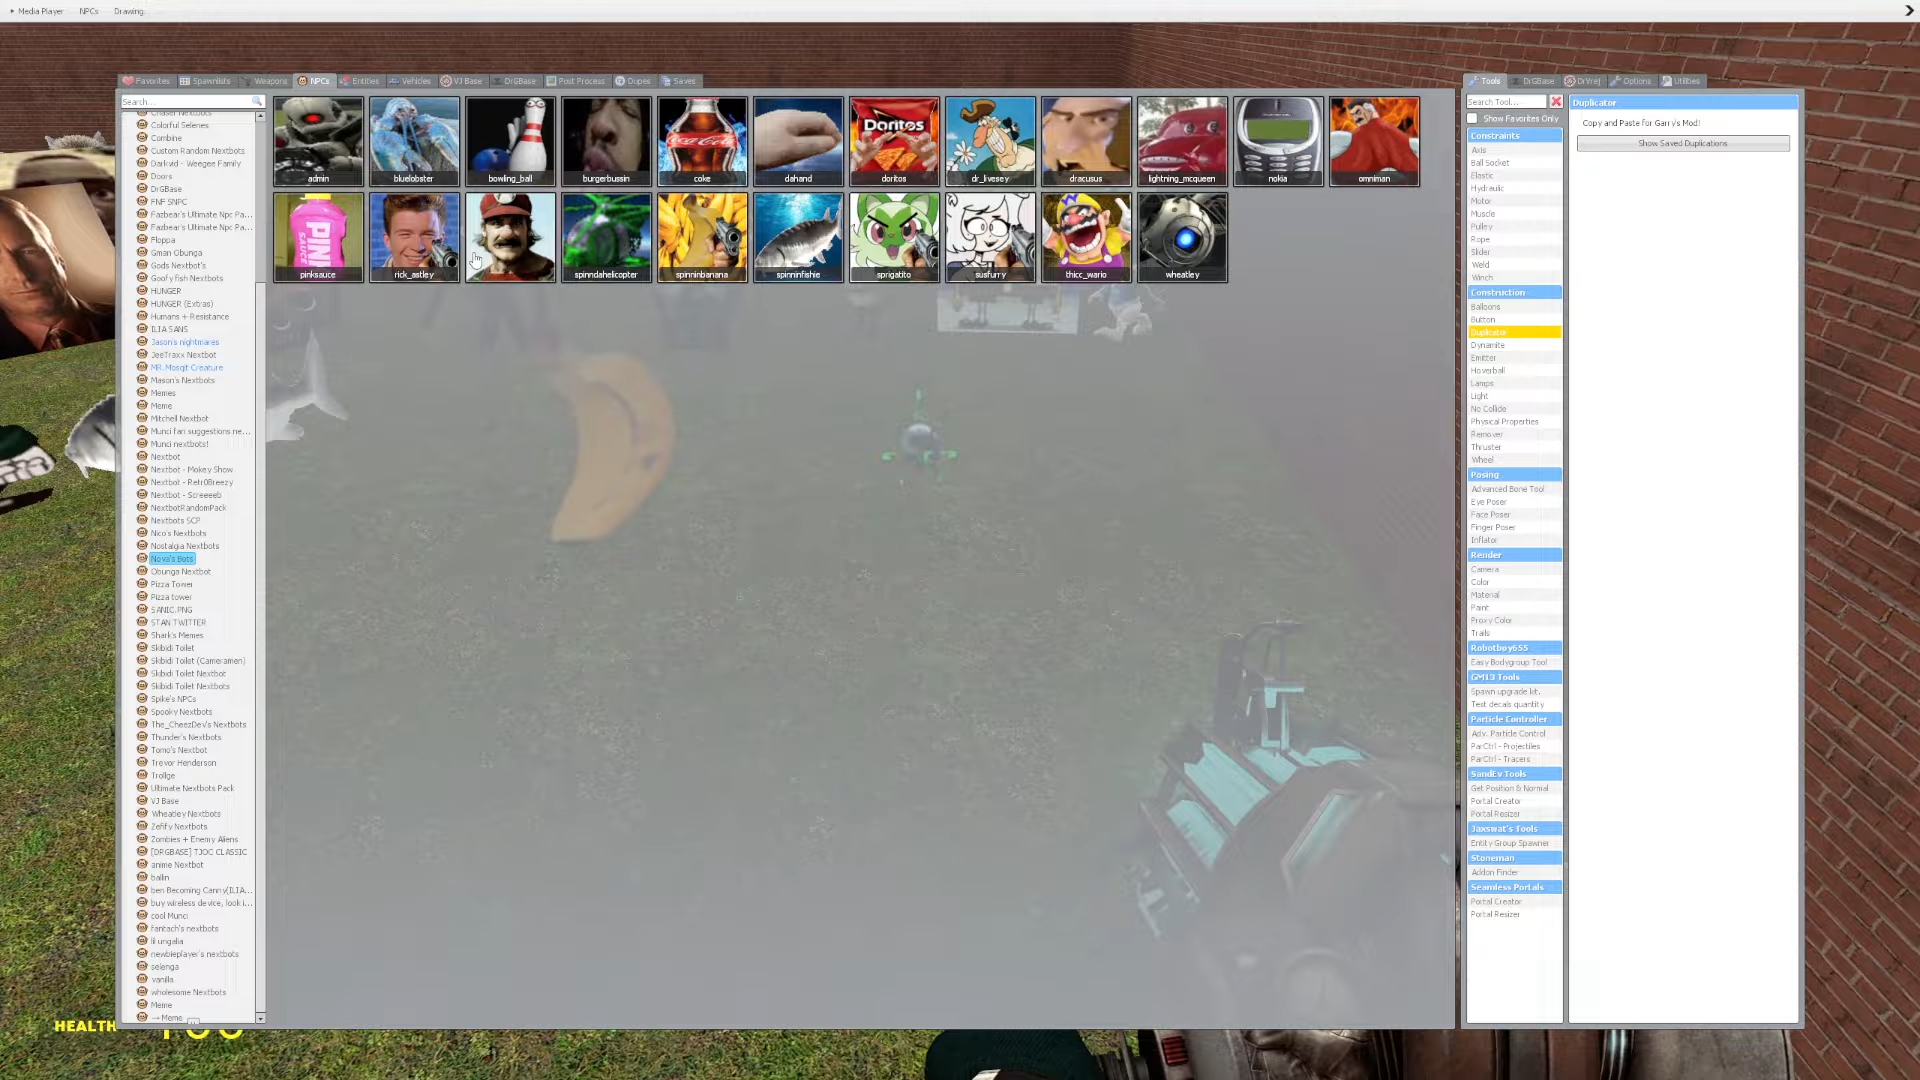 Media Player NPCs Drawing
Favorites Spawnlists Weapons NPCs Entities Vehicles VJ Base DrGBase Post Process Dupes Saves
Search...
Chaser Nextbots
Colorful Selenes
Combine
Custom Random Nextbots
Darkvid - Weegee Family
Doors
DrGBase
FNF SNPC
Fazbear's Ultimate Npc Pa...
Fazbear's Ultimate Npc Pa...
Floppa
Gman Obunga
Gods Nextbot's
Goofy fish Nextbots
HUNGER
HUNGER (Extras)
Humans + Resistance
ILIA SANS
Jason's nightmares
JeeTraxx Nextbot
MR.Mosqit Creature
Mason's Nextbots
Memes
Meme
Mitchell Nextbot
Munci fan suggestions ne...
Munci nextbots!
Nextbot
Nextbot - Mokey Show
Nextbot - Retr0Breezy
Nextbot - Screeeeb
NextbotRandomPack
Nextbots SCP
Nico's Nextbots
Nostalgia Nextbots
Nova's Bots
Obunga Nextbot
Pizza Tower
Pizza tower
SANIC.PNG
STAN TWITTER
Shark's Memes
Skibidi Toilet
Skibidi Toilet (Cameramen)
Skibidi Toilet Nextbot
Skibidi Toilet Nextbots
Spike's NPCs
Spooky Nextbots
The_CheezDev's Nextbots
Thunder's Nextbots
Tomo's Nextbot
Trevor Henderson
Trollge
Ultimate Nextbots Pack
VJ Base
Wheatley Nextbots
Zefify Nextbots
Zombies + Enemy Aliens
[DRGBASE] TJOC CLASSIC
anime Nextbot
ballin
ben Becoming Canny(ILIA...
buy wireless device, look i...
cool Munci
fantach's nextbots
lil ungalia
newbieplayer's nextbots
selenga
vanilla
wholesome Nextbots
Meme
→ Meme
admin bluelobster bowling_ball burgerbussin coke dahand doritos dr_livesey dracusus lightning_mcqueen nokia omniman
Coca-Cola
Doritos
pinksauce rick_astley spinndahelicopter spinninbanana spinninfishie sprigatito susfurry thicc_wario wheatley
PINK
SAUCE
HEALTH
100
Tools DrGBase DrVrej Options Utilities
Search Tool...
Show Favorites Only
Constraints
Axis
Ball Socket
Elastic
Hydraulic
Motor
Muscle
Pulley
Rope
Slider
Weld
Winch
Construction
Balloons
Button
Duplicator
Dynamite
Emitter
Hoverball
Lamps
Light
No Collide
Physical Properties
Remover
Thruster
Wheel
Posing
Advanced Bone Tool
Eye Poser
Face Poser
Finger Poser
Inflator
Render
Camera
Color
Material
Paint
Proxy Color
Trails
Robotboy655
Easy Bodygroup Tool
GM13 Tools
Spawn upgrade kit.
Test decals quantity
Particle Controller
Adv. Particle Control
ParCtrl - Projectiles
ParCtrl - Tracers
SandEv Tools
Get Position & Normal
Portal Creator
Portal Resizer
Jaxswat's Tools
Entity Group Spawner
Stoneman
Addon Finder
Seamless Portals
Portal Creator
Portal Resizer
Duplicator
Copy and Paste for Garry's Mod!
Show Saved Duplications